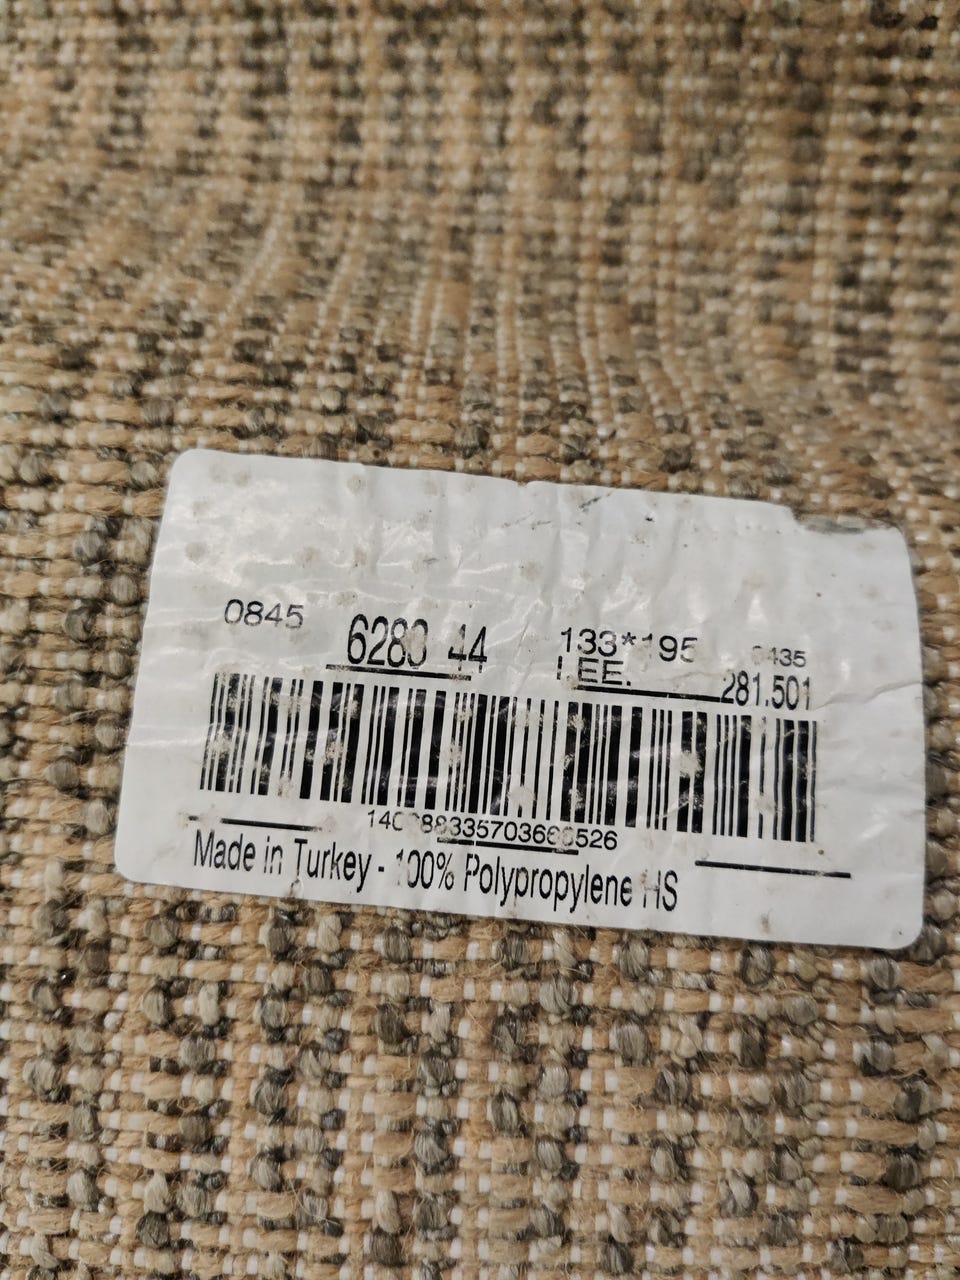 0845 6280 44 133*195 0435
LEE. 281.501
Made in Turkey - 100% Polypropylene HS